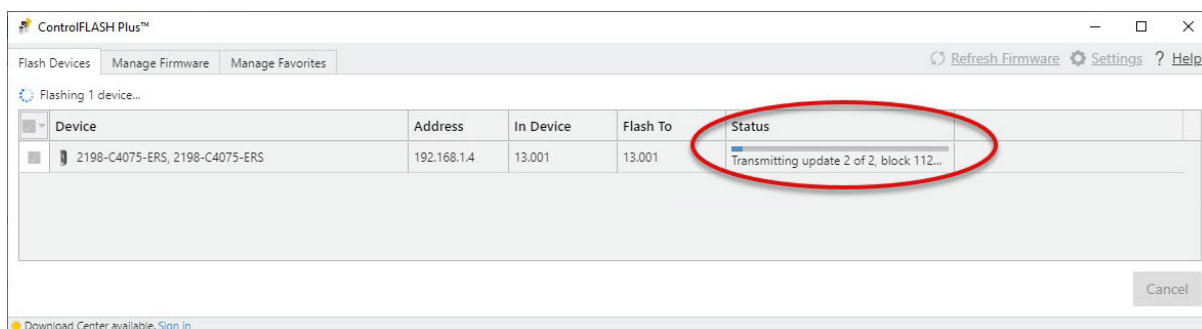 ControlFLASH Plus™
Flash Devices Manage Firmware Manage Favorites Refresh Firmware Settings ? Help
Flashing 1 device...
Device Address In Device Flash To Status
2198-C4075-ERS, 2198-C4075-ERS 192.168.1.4 13.001 13.001 Transmitting update 2 of 2, block 112...
Cancel
Download Center available. Sign in